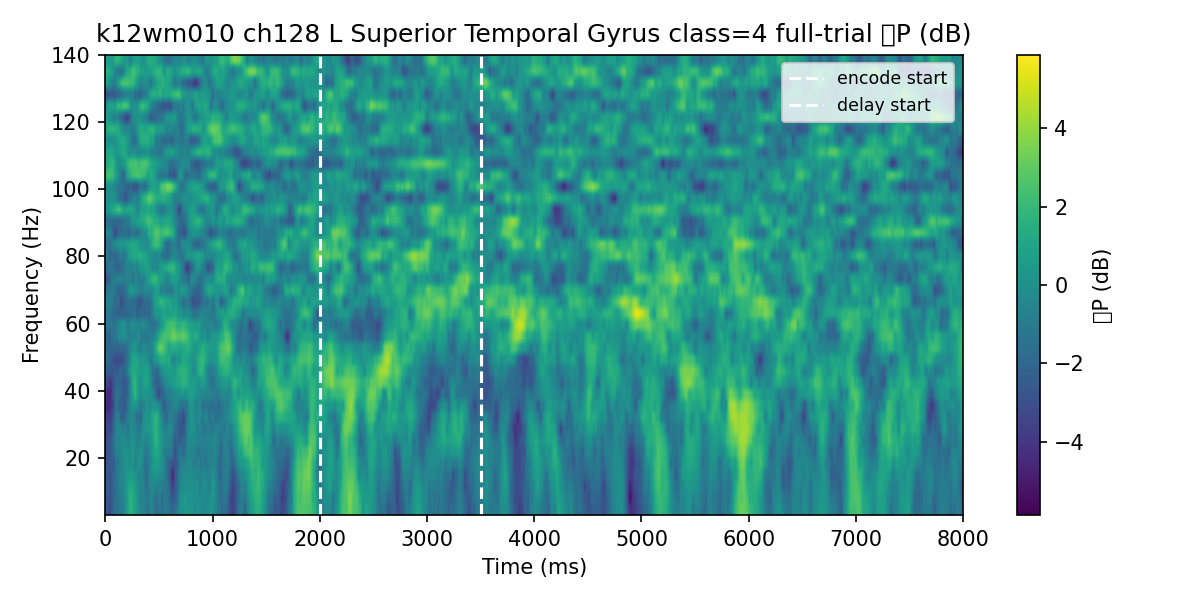 k12wm010 ch128 L Superior Temporal Gyrus class=4 full-trial ▯P (dB)
encode start
delay start
140
120
100
80
60
40
20
Frequency (Hz)
0 1000 2000 3000 4000 5000 6000 7000 8000
Time (ms)
4
2
0
−2
−4
▯P (dB)